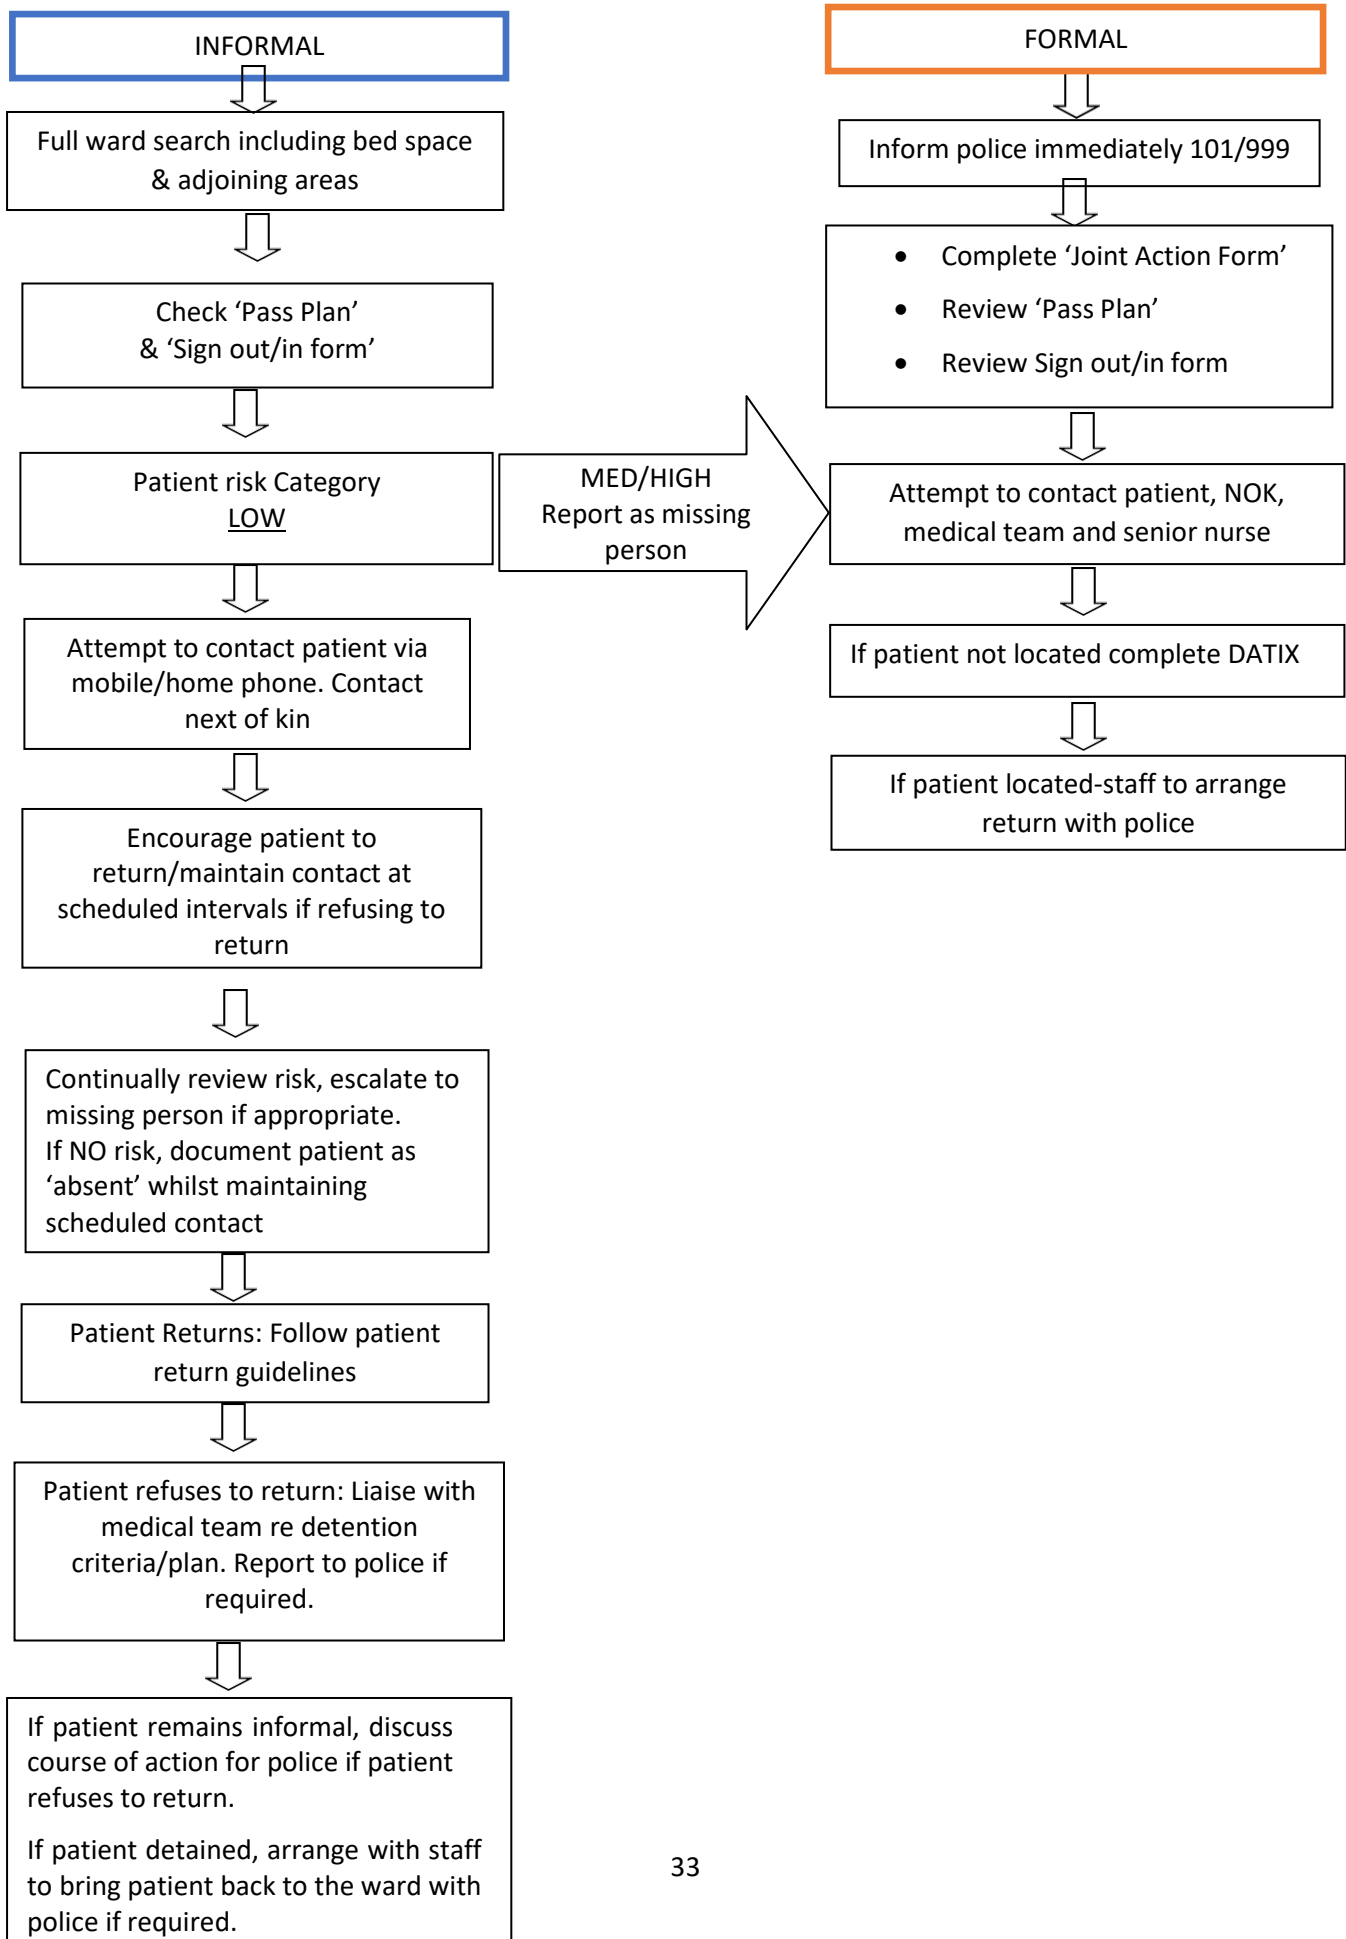 INFORMAL
Full ward search including bed space
& adjoining areas
Check ‘Pass Plan’
& ‘Sign out/in form’
Patient risk Category
LOW
MED/HIGH
Report as missing
person
Attempt to contact patient via
mobile/home phone. Contact
next of kin
Encourage patient to
return/maintain contact at
scheduled intervals if refusing to
return
Continually review risk, escalate to
missing person if appropriate.
If NO risk, document patient as
‘absent’ whilst maintaining
scheduled contact
Patient Returns: Follow patient
return guidelines
Patient refuses to return: Liaise with
medical team re detention
criteria/plan. Report to police if
required.
If patient remains informal, discuss
course of action for police if patient
refuses to return.
If patient detained, arrange with staff
to bring patient back to the ward with
police if required.
FORMAL
Inform police immediately 101/999
• Complete ‘Joint Action Form’
• Review ‘Pass Plan’
• Review Sign out/in form
Attempt to contact patient, NOK,
medical team and senior nurse
If patient not located complete DATIX
If patient located-staff to arrange
return with police
33